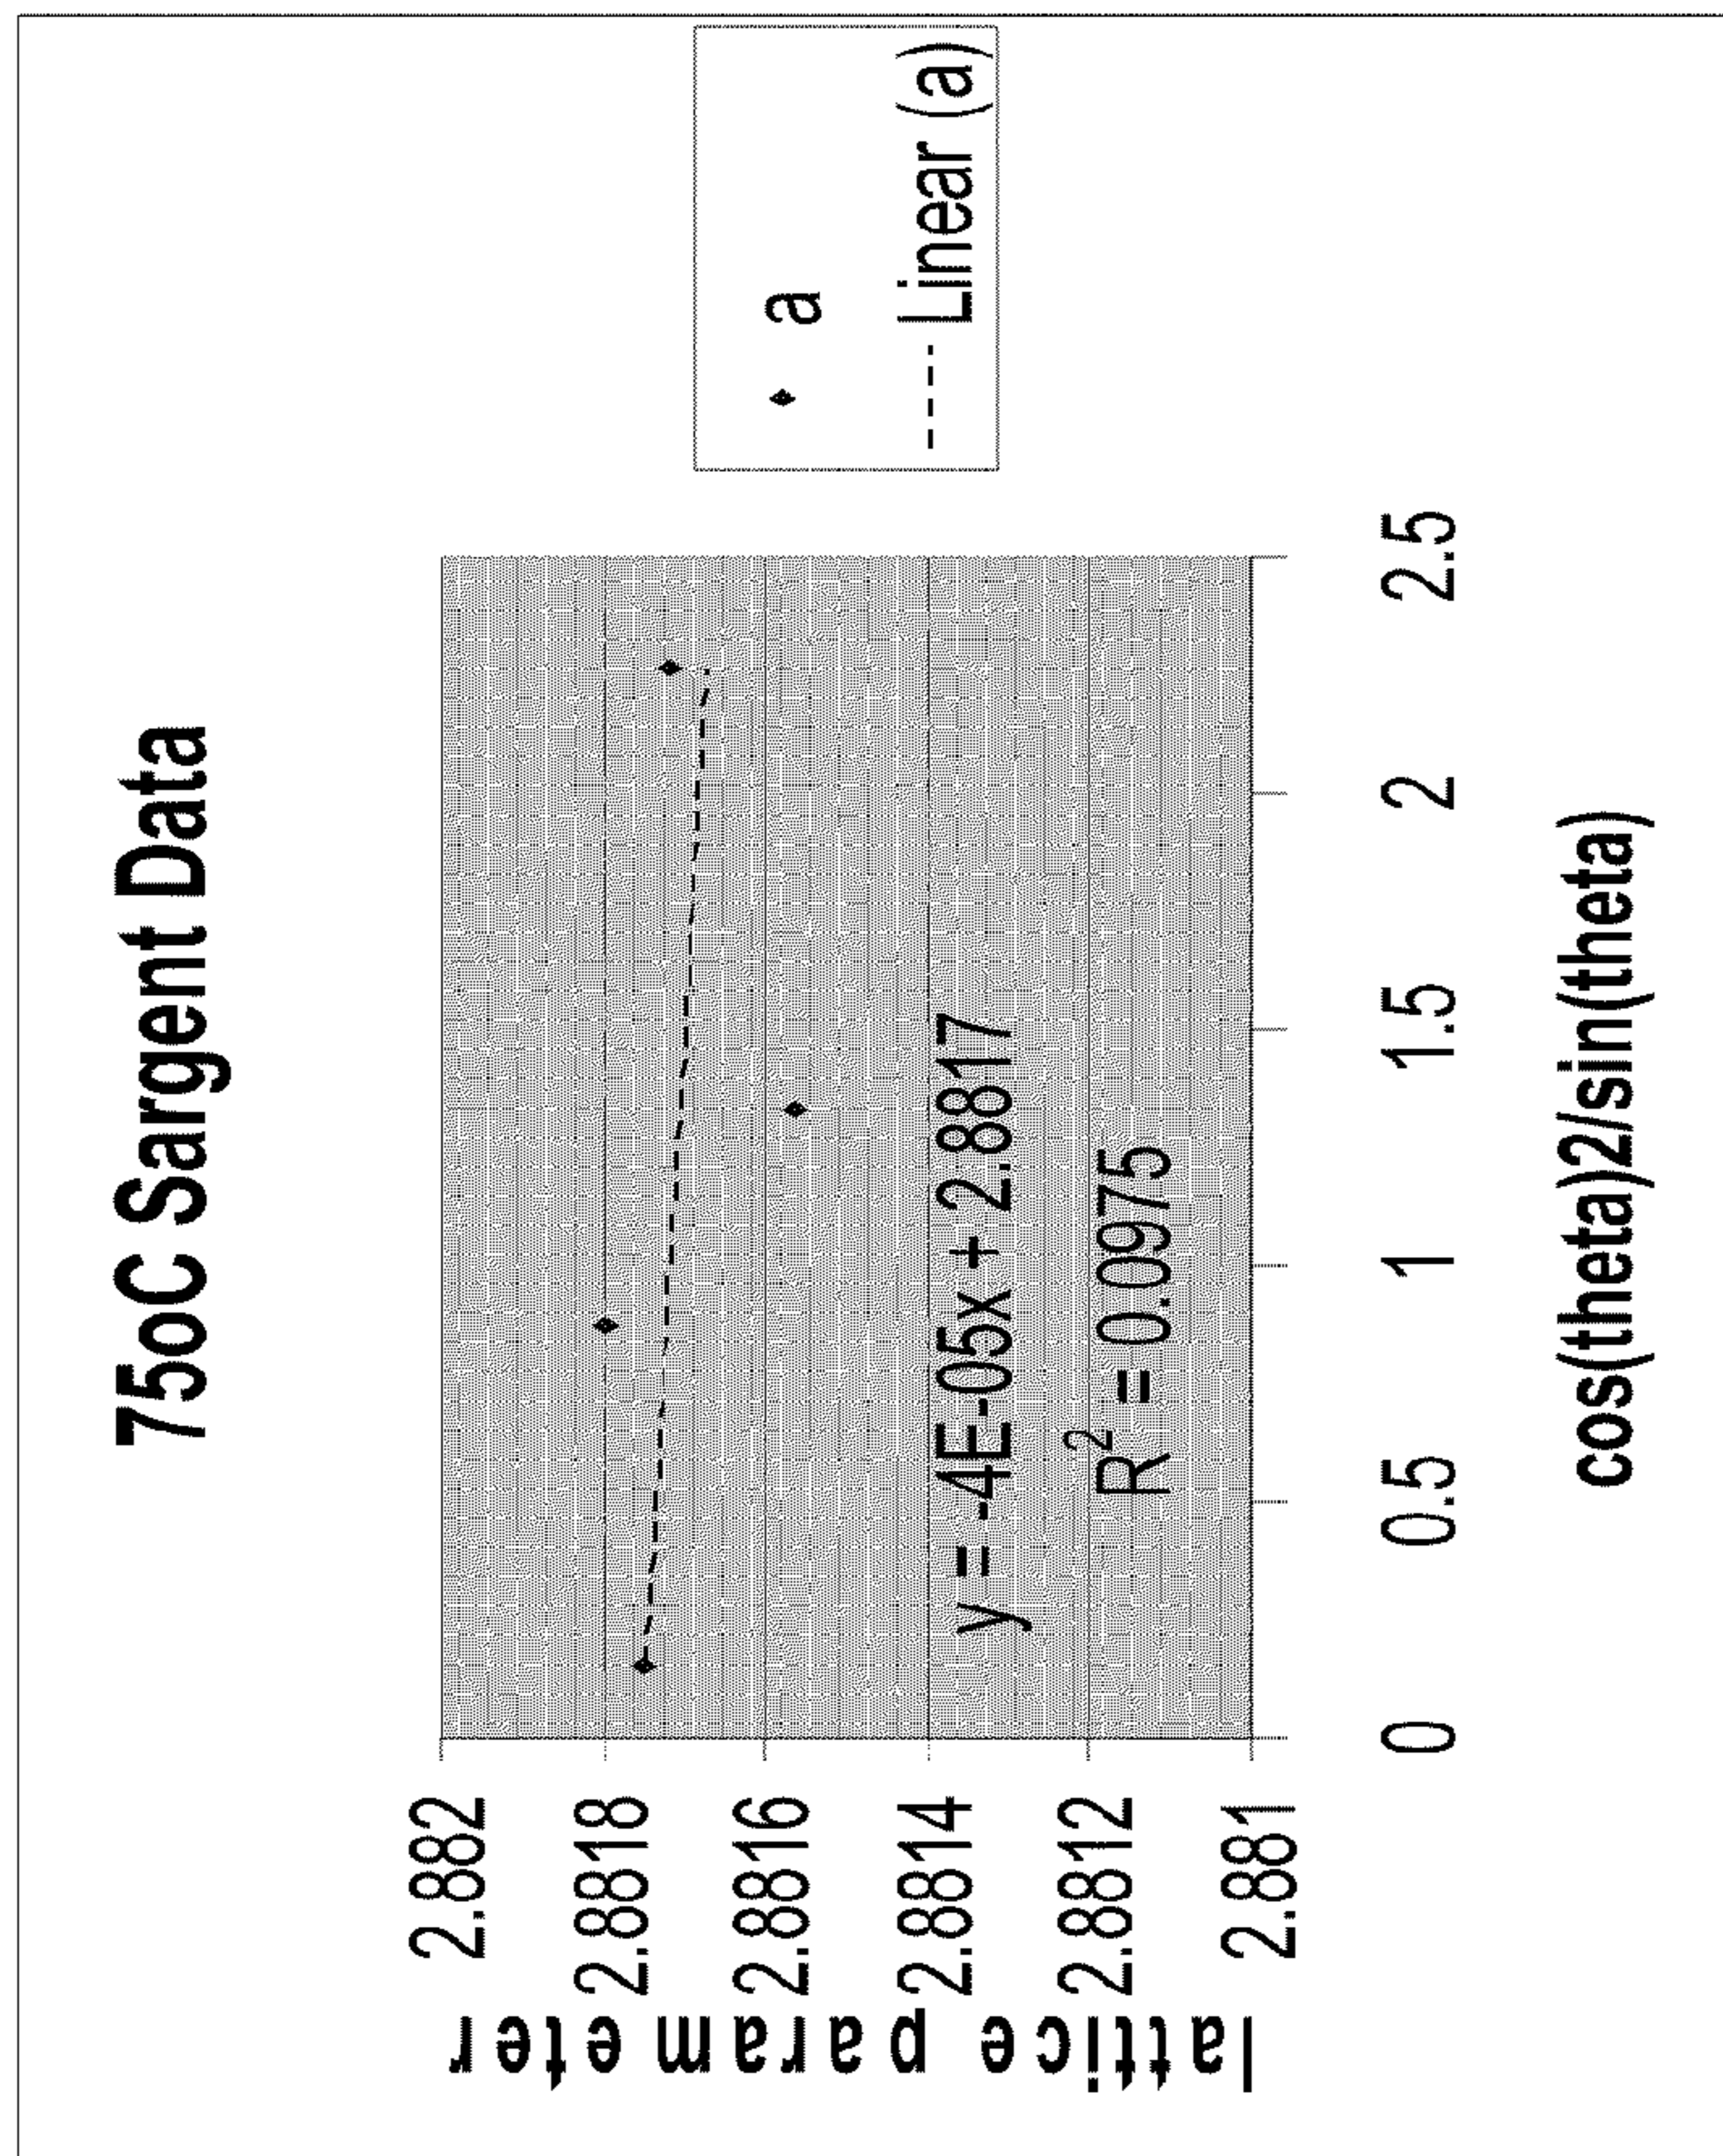 75oC Sargent Data
lattice parameter
2.882
2.8818
2.8816
2.8814
2.8812
2.881
y = -4E-05x + 2.8817
R² = 0.0975
0 0.5 1 1.5 2 2.5
cos(theta)2/sin(theta)
a
Linear (a)